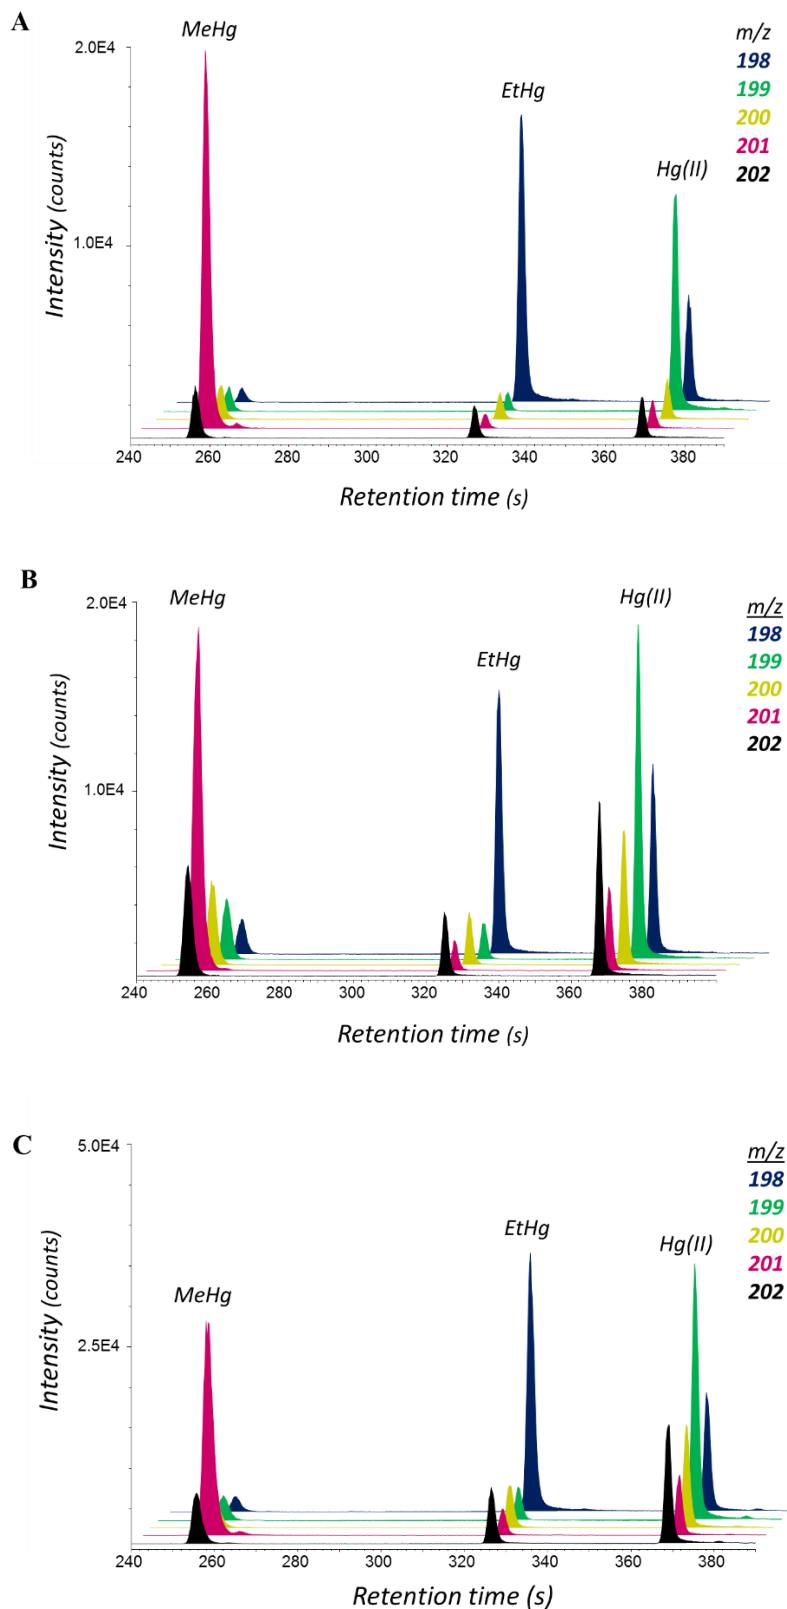 A
MeHg
EtHg
Hg(II)
m/z
198
199
200
201
202
2.0E4
1.0E4
Intensity (counts)
240 260 280 300 320 340 360 380
Retention time (s)
B
MeHg
EtHg
Hg(II)
m/z
198
199
200
201
202
2.0E4
1.0E4
Intensity (counts)
240 260 280 300 320 340 360 380
Retention time (s)
C
MeHg
EtHg
Hg(II)
m/z
198
199
200
201
202
5.0E4
2.5E4
Intensity (counts)
240 260 280 300 320 340 360 380
Retention time (s)